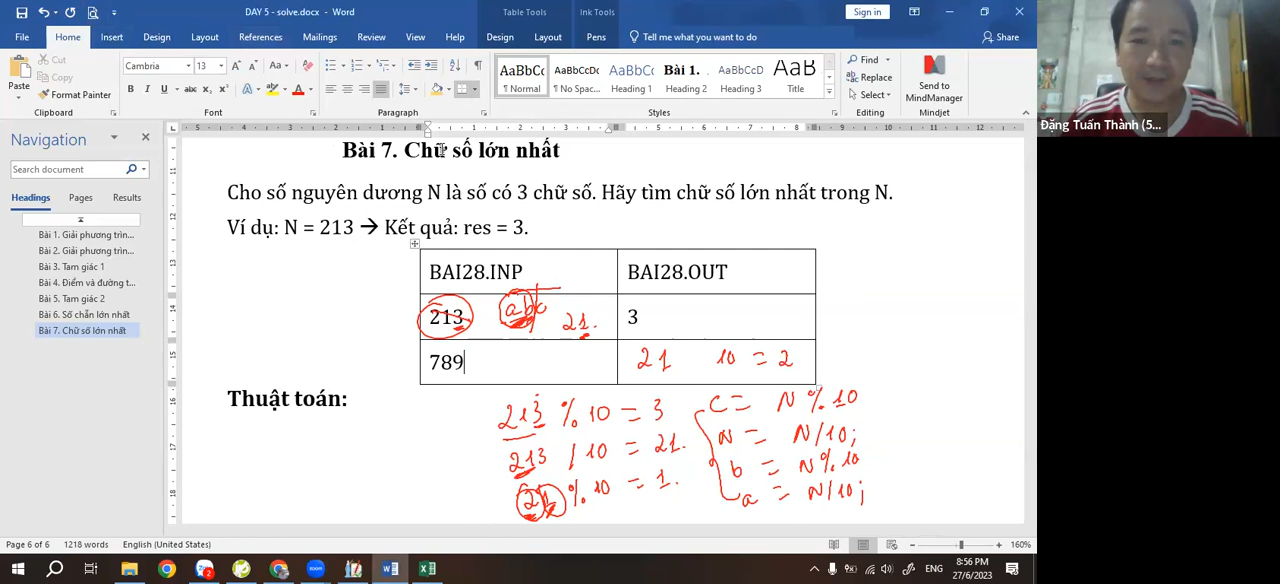 DAY 5 - solve.docx - Word
Table Tools
Ink Tools
Sign in
File
Home
Insert
Design
Layout
References
Mailings
Review
View
Help
Design
Layout
Pens
Tell me what you want to do
Share
Paste
Cut
Copy
Format Painter
Clipboard
Cambria
13
Font
Paragraph
AaBbCc
¶ Normal
AaBbCc
¶ No Spac...
AaBbCc
Heading 1
Bài 1.
Heading 2
AaBbCcD
Heading 3
AaB
Title
Styles
Find
Replace
Select
Editing
Send to
MindManager
Mindjet
Đặng Tuấn Thành (5...
Navigation
Search document
Headings
Pages
Results
Bài 1. Giải phương trìn...
Bài 2. Giải phương trìn...
Bài 3. Tam giác 1
Bài 4. Điểm và đường t...
Bài 5. Tam giác 2
Bài 6. Số chẵn lớn nhất
Bài 7. Chữ số lớn nhất
Bài 7. Chữ số lớn nhất
Cho số nguyên dương N là số có 3 chữ số. Hãy tìm chữ số lớn nhất trong N.
Ví dụ: N = 213 → Kết quả: res = 3.
BAI28.INP
BAI28.OUT
213
abc
21.
3
789
21 10 = 2
Thuật toán:
213 % 10 = 3
213 / 10 = 21.
21 % 10 = 1.
c = N % 10
N = N/10;
b = N % 10
a = N/10;
Page 6 of 6
1218 words
English (United States)
160%
ENG
8:56 PM
27/6/2023